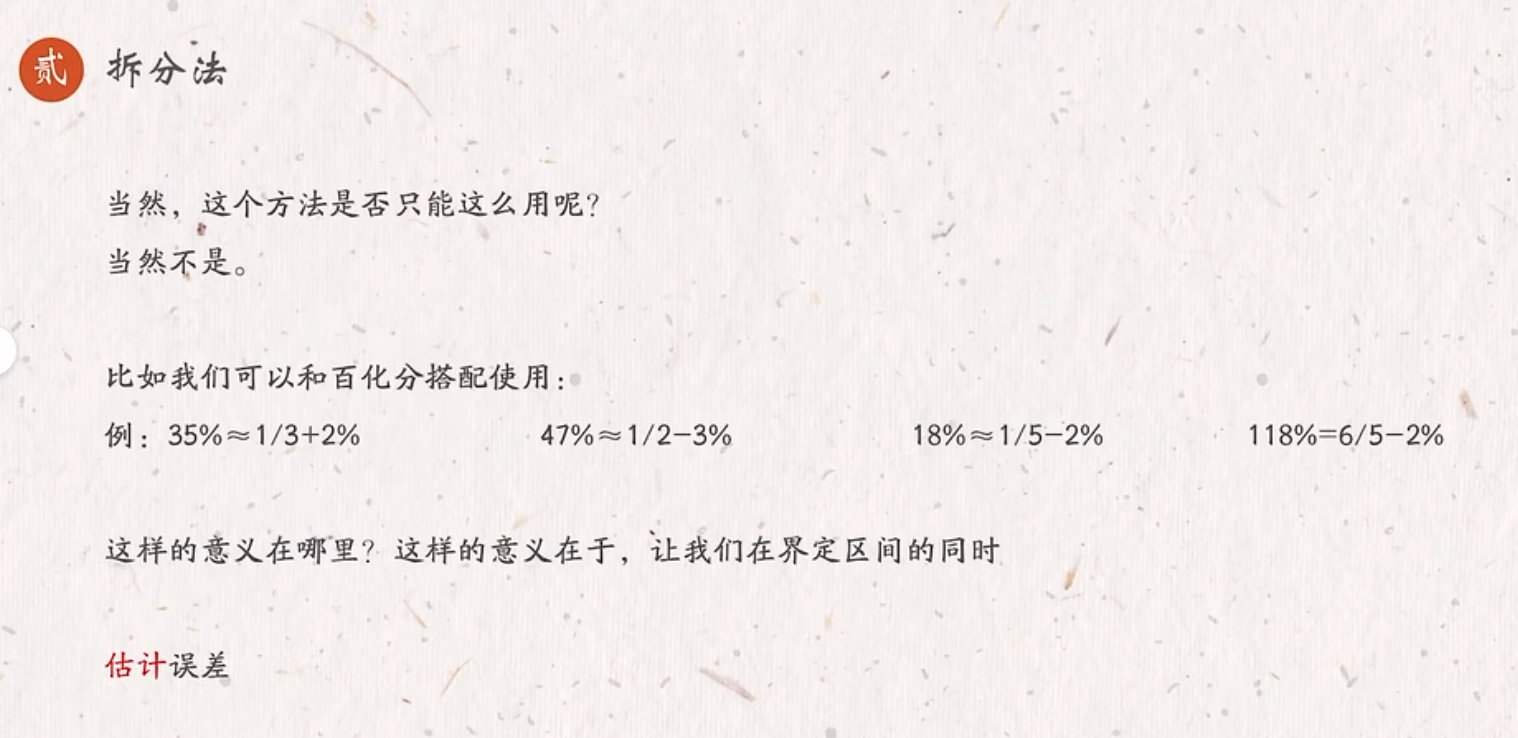 贰 拆分法
当然，这个方法是否只能这么用呢？
当然不是。
比如我们可以和百化分搭配使用：
例：35%≈1/3+2% 47%≈1/2−3% 18%≈1/5−2% 118%=6/5−2%
这样的意义在哪里？这样的意义在于，让我们在界定区间的同时
估计误差